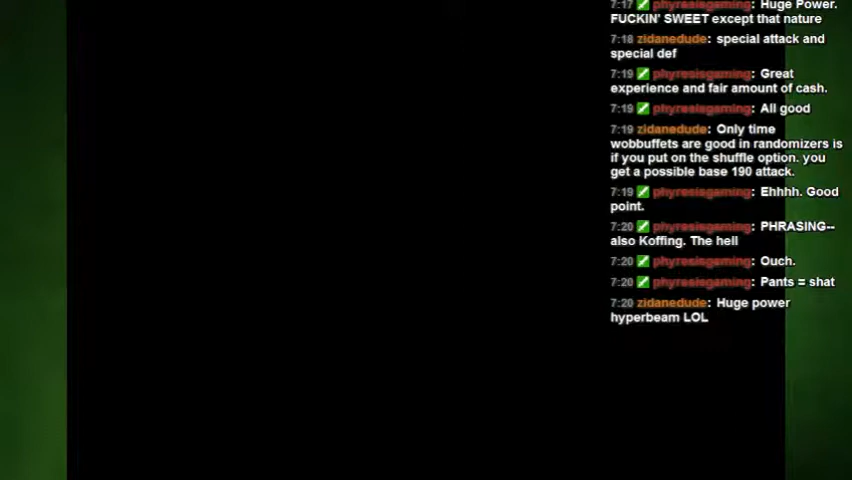 7:17 phyresisgaming: Huge Power.
FUCKIN' SWEET except that nature
7:18 zidanedude: special attack and
special def
7:19 phyresisgaming: Great
experience and fair amount of cash.
7:19 phyresisgaming: All good
7:19 zidanedude: Only time
wobbuffets are good in randomizers is
if you put on the shuffle option. you
get a possible base 190 attack.
7:19 phyresisgaming: Ehhhh. Good
point.
7:20 phyresisgaming: PHRASING--
also Koffing. The hell
7:20 phyresisgaming: Ouch.
7:20 phyresisgaming: Pants = shat
7:20 zidanedude: Huge power
hyperbeam LOL